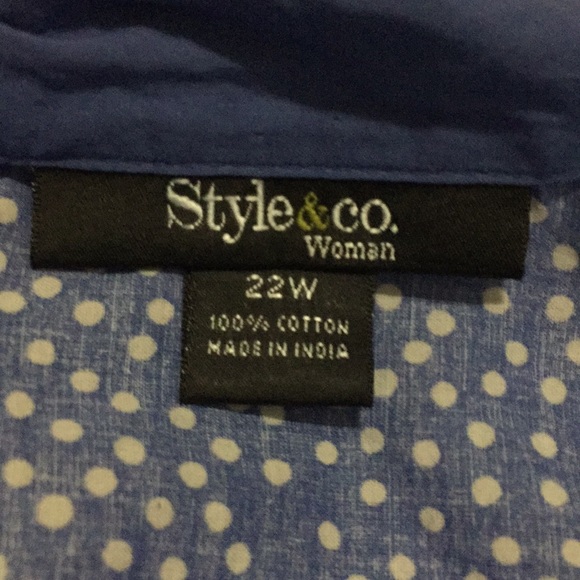 Style&co.
Woman
22W
100% COTTON
MADE IN INDIA